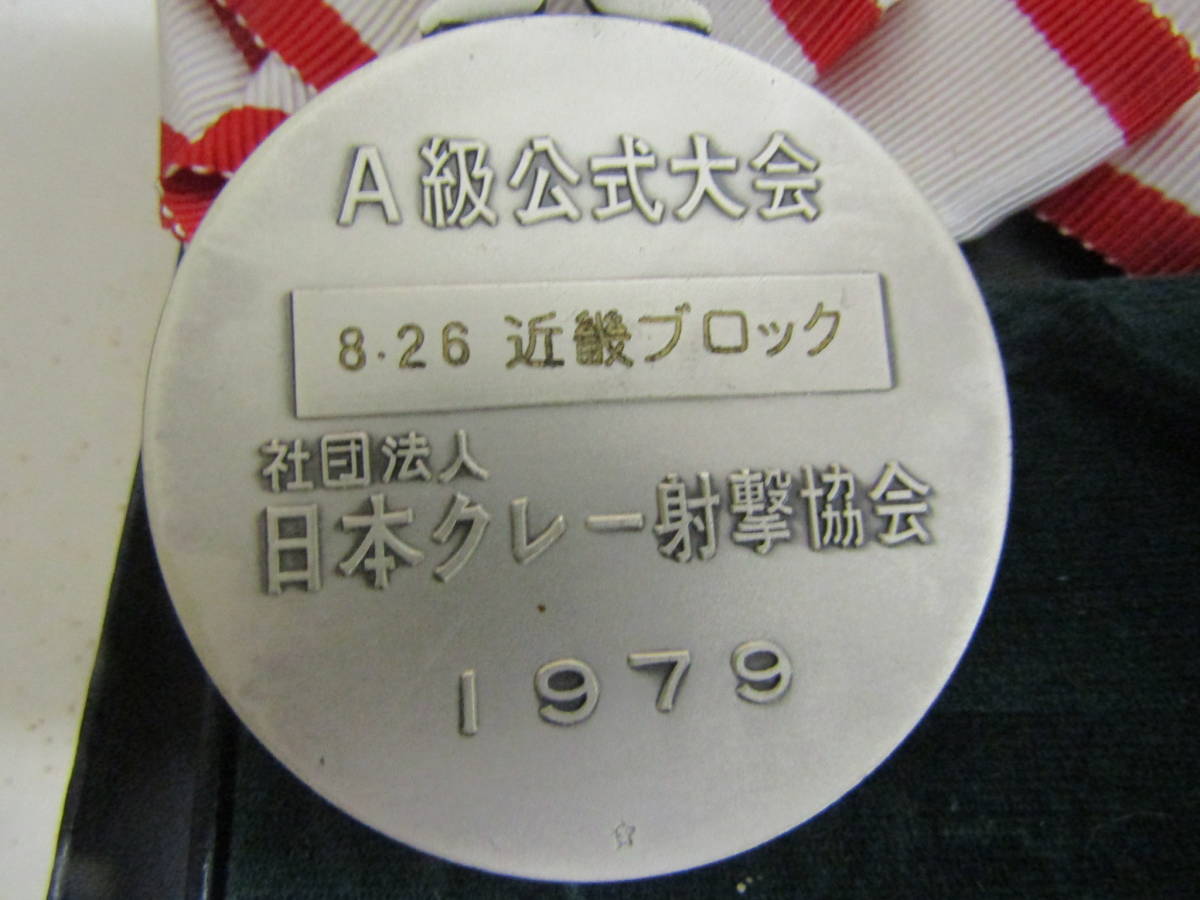 A級公式大会
8.26 近畿ブロック
社団法人
日本クレー射撃協会
1979